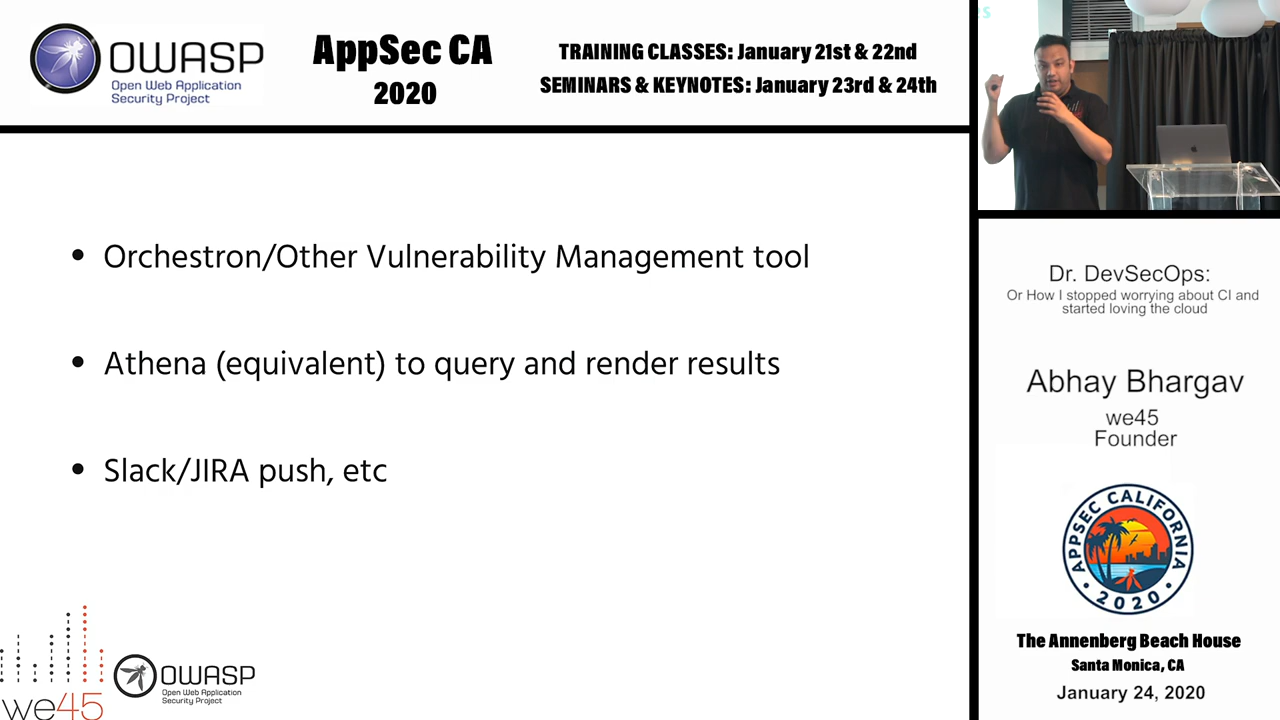 OWASP
Open Web Application
Security Project
AppSec CA
2020
TRAINING CLASSES: January 21st & 22nd
SEMINARS & KEYNOTES: January 23rd & 24th
• Orchestron/Other Vulnerability Management tool
• Athena (equivalent) to query and render results
• Slack/JIRA push, etc
we45
OWASP
Open Web Application
Security Project
Dr. DevSecOps:
Or How I stopped worrying about CI and
started loving the cloud
Abhay Bhargav
we45
Founder
APPSEC CALIFORNIA
• 2020 •
The Annenberg Beach House
Santa Monica, CA
January 24, 2020